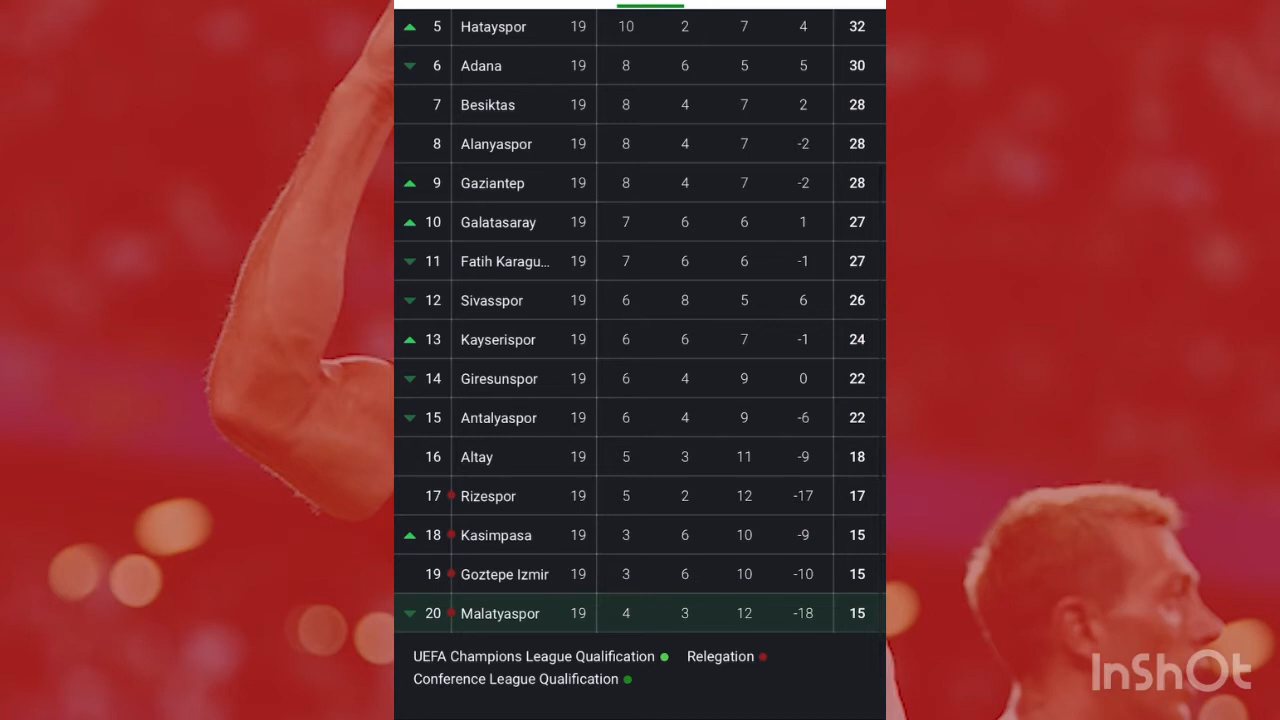 5 Hatayspor 19 10 2 7 4 32
6 Adana 19 8 6 5 5 30
7 Besiktas 19 8 4 7 2 28
8 Alanyaspor 19 8 4 7 -2 28
9 Gaziantep 19 8 4 7 -2 28
10 Galatasaray 19 7 6 6 1 27
11 Fatih Karagu... 19 7 6 6 -1 27
12 Sivasspor 19 6 8 5 6 26
13 Kayserispor 19 6 6 7 -1 24
14 Giresunspor 19 6 4 9 0 22
15 Antalyaspor 19 6 4 9 -6 22
16 Altay 19 5 3 11 -9 18
17 Rizespor 19 5 2 12 -17 17
18 Kasimpasa 19 3 6 10 -9 15
19 Goztepe Izmir 19 3 6 10 -10 15
20 Malatyaspor 19 4 3 12 -18 15
UEFA Champions League Qualification Relegation
Conference League Qualification
InShOt